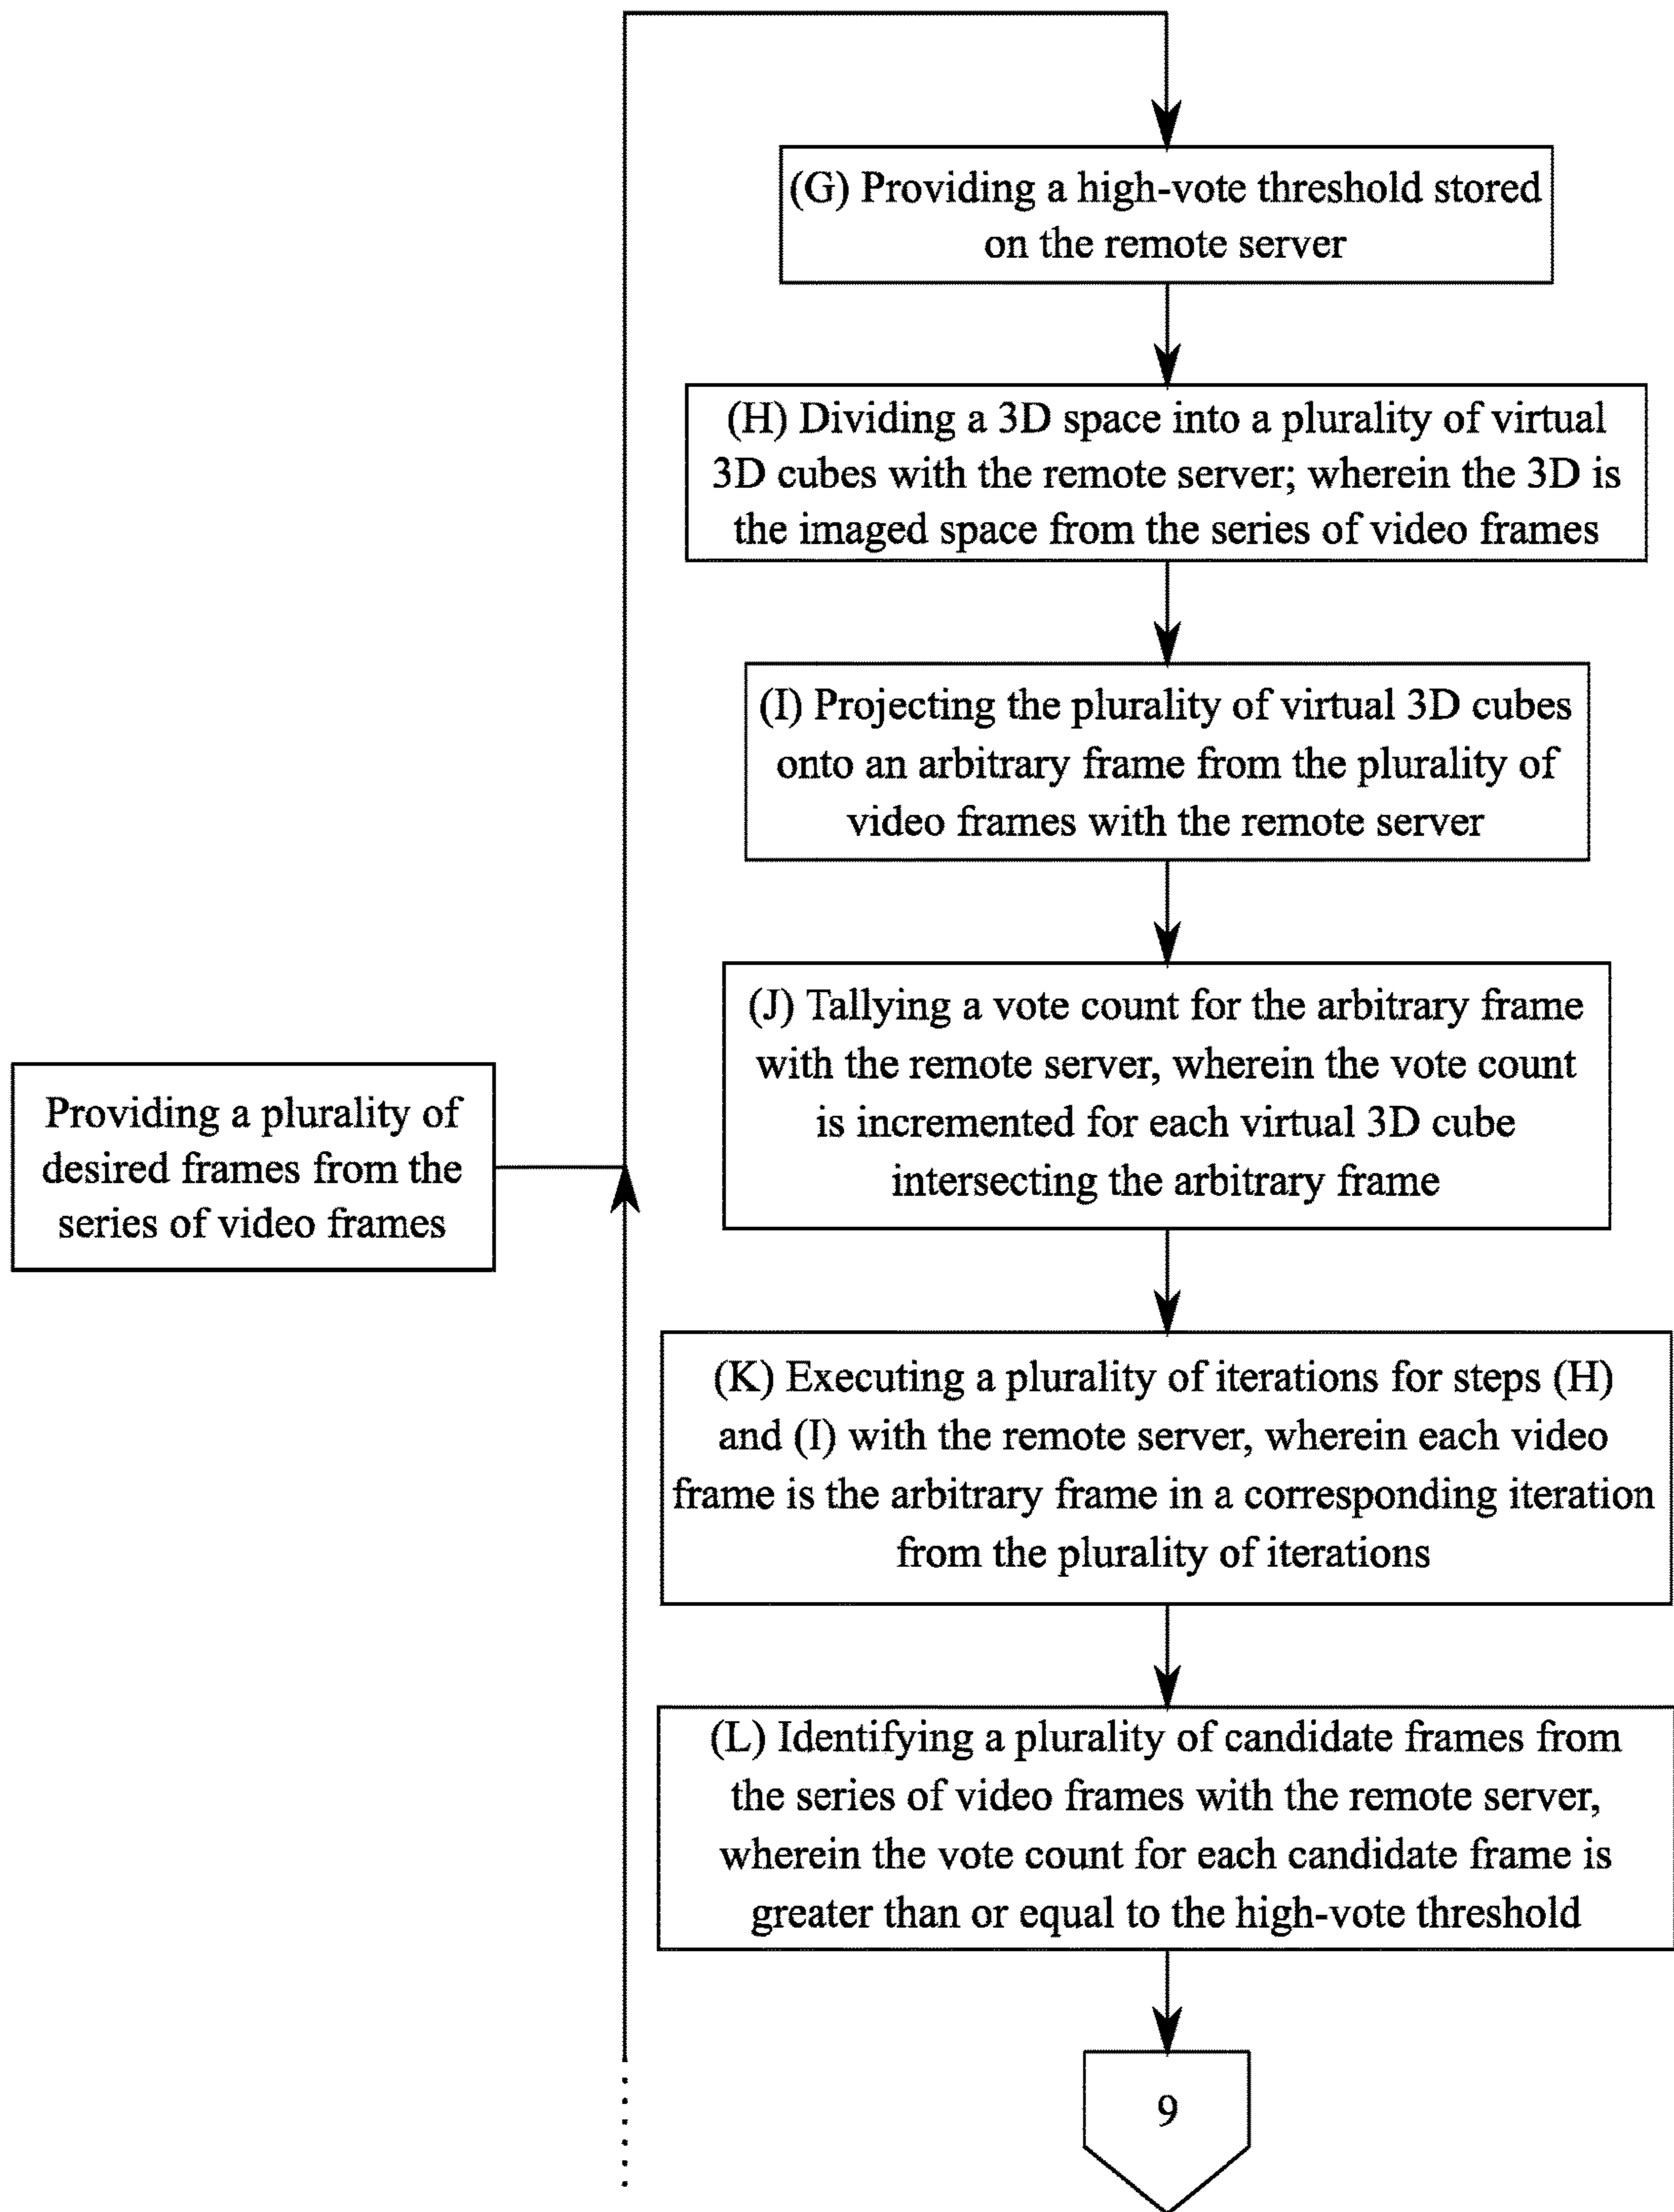 (G) Providing a high-vote threshold stored
on the remote server
(H) Dividing a 3D space into a plurality of virtual
3D cubes with the remote server; wherein the 3D is
the imaged space from the series of video frames
(I) Projecting the plurality of virtual 3D cubes
onto an arbitrary frame from the plurality of
video frames with the remote server
(J) Tallying a vote count for the arbitrary frame
with the remote server, wherein the vote count
is incremented for each virtual 3D cube
intersecting the arbitrary frame
Providing a plurality of
desired frames from the
series of video frames
(K) Executing a plurality of iterations for steps (H)
and (I) with the remote server, wherein each video
frame is the arbitrary frame in a corresponding iteration
from the plurality of iterations
(L) Identifying a plurality of candidate frames from
the series of video frames with the remote server,
wherein the vote count for each candidate frame is
greater than or equal to the high-vote threshold
9